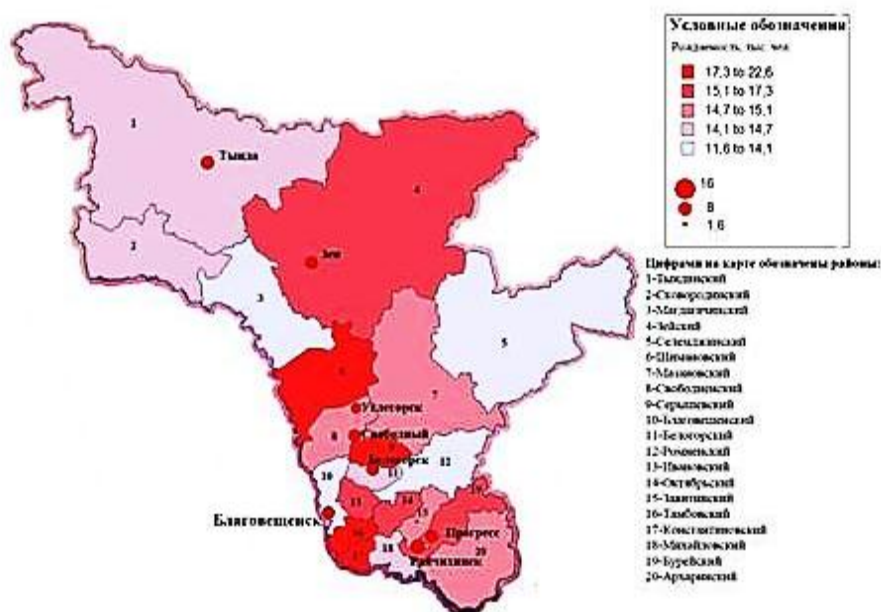 Условные обозначения
Рождаемость, тыс. чел
17,3 to 22,6
15,1 to 17,3
14,7 to 15,1
14,1 to 14,7
11,6 to 14,1
16
8
1,6
Цифрами на карте обозначены районы:
1-Тындинский
2-Сковородинский
3-Магдагачинский
4-Зейский
5-Селемджинский
6-Шимановский
7-Мазановский
8-Свободненский
9-Серышевский
10-Благовещенский
11-Белогорский
12-Ромненский
13-Ивановский
14-Октябрьский
15-Завитинский
16-Тамбовский
17-Константиновский
18-Михайловский
19-Бурейский
20-Архаринский
1
Тында
2
4
Зея
3
5
6
7
Углегорск
8
Свободный
9
Белогорск
10
11
12
13
14
15
19
Благовещенск
16
Прогресс
17
18
Райчихинск
20